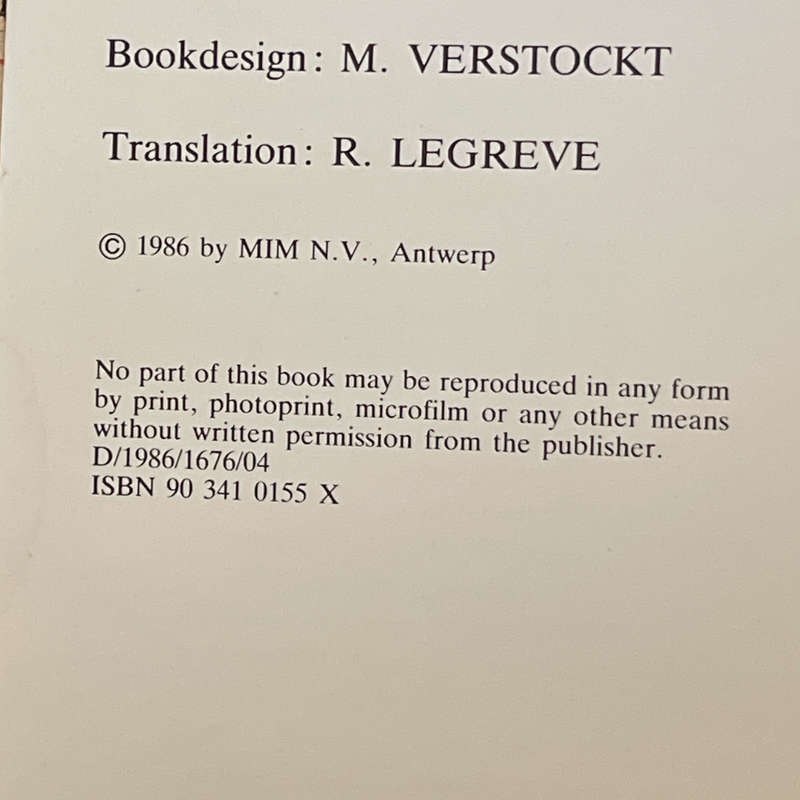 Bookdesign: M. VERSTOCKT
Translation: R. LEGREVE
© 1986 by MIM N.V., Antwerp
No part of this book may be reproduced in any form
by print, photoprint, microfilm or any other means
without written permission from the publisher.
D/1986/1676/04
ISBN 90 341 0155 X